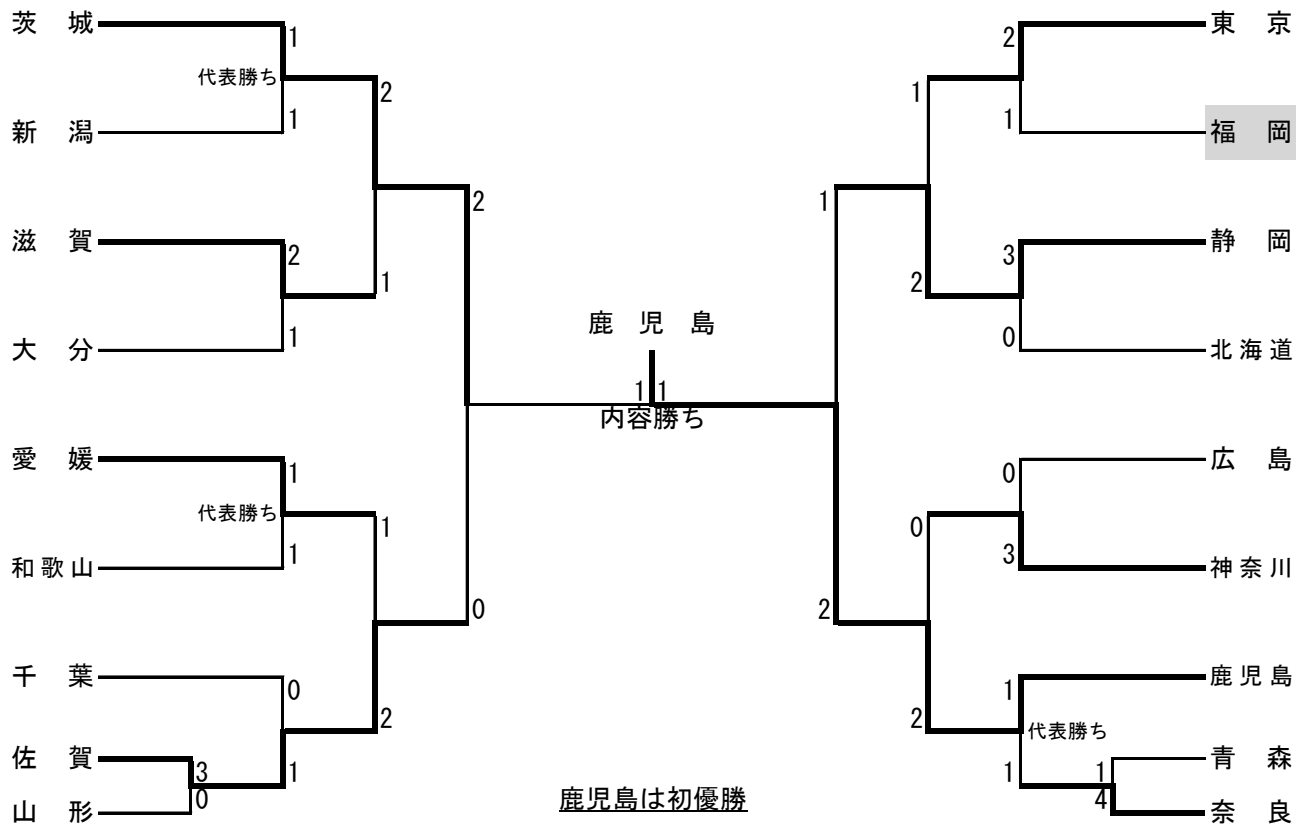 茨 城
1
代表勝ち
2
新 潟
1
2
滋 賀
2
1
大 分
1
愛 媛
1
代表勝ち
1
和歌山
1
0
千 葉
0
2
佐 賀
3
1
山 形
0
鹿 児 島
1 1
内容勝ち
鹿児島は初優勝
東 京
2
1
福 岡
1
1
静 岡
3
2
北海道
0
広 島
0
0
神奈川
3
2
鹿児島
1
2
代表勝ち
青 森
1
1
奈 良
4